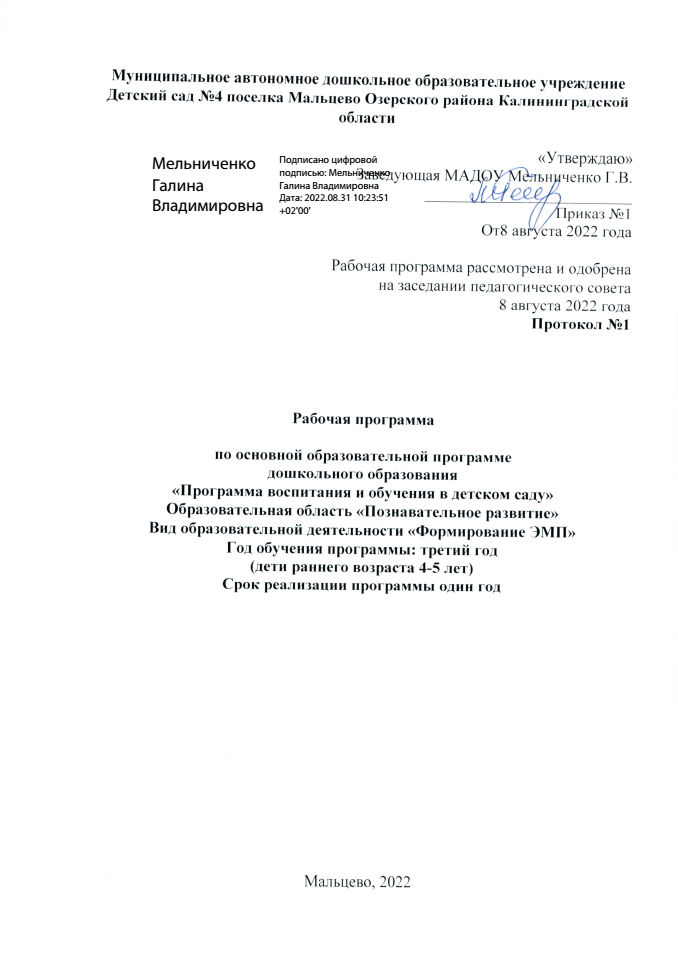 Муниципальное автономное дошкольное образовательное учреждение
Детский сад №4 поселка Мальцево Озерского района Калининградской
области
Мельниченко
Галина
Владимировна
Подписано цифровой
подписью: Мельниченко
Галина Владимировна
Дата: 2022.08.31 10:23:51
+02'00'
«Утверждаю»
Заведующая МАДОУ Мельниченко Г.В.
Приказ №1
От8 августа 2022 года
Рабочая программа рассмотрена и одобрена
на заседании педагогического совета
8 августа 2022 года
Протокол №1
Рабочая программа
по основной образовательной программе
дошкольного образования
«Программа воспитания и обучения в детском саду»
Образовательная область «Познавательное развитие»
Вид образовательной деятельности «Формирование ЭМП»
Год обучения программы: третий год
(дети раннего возраста 4-5 лет)
Срок реализации программы один год
Мальцево, 2022